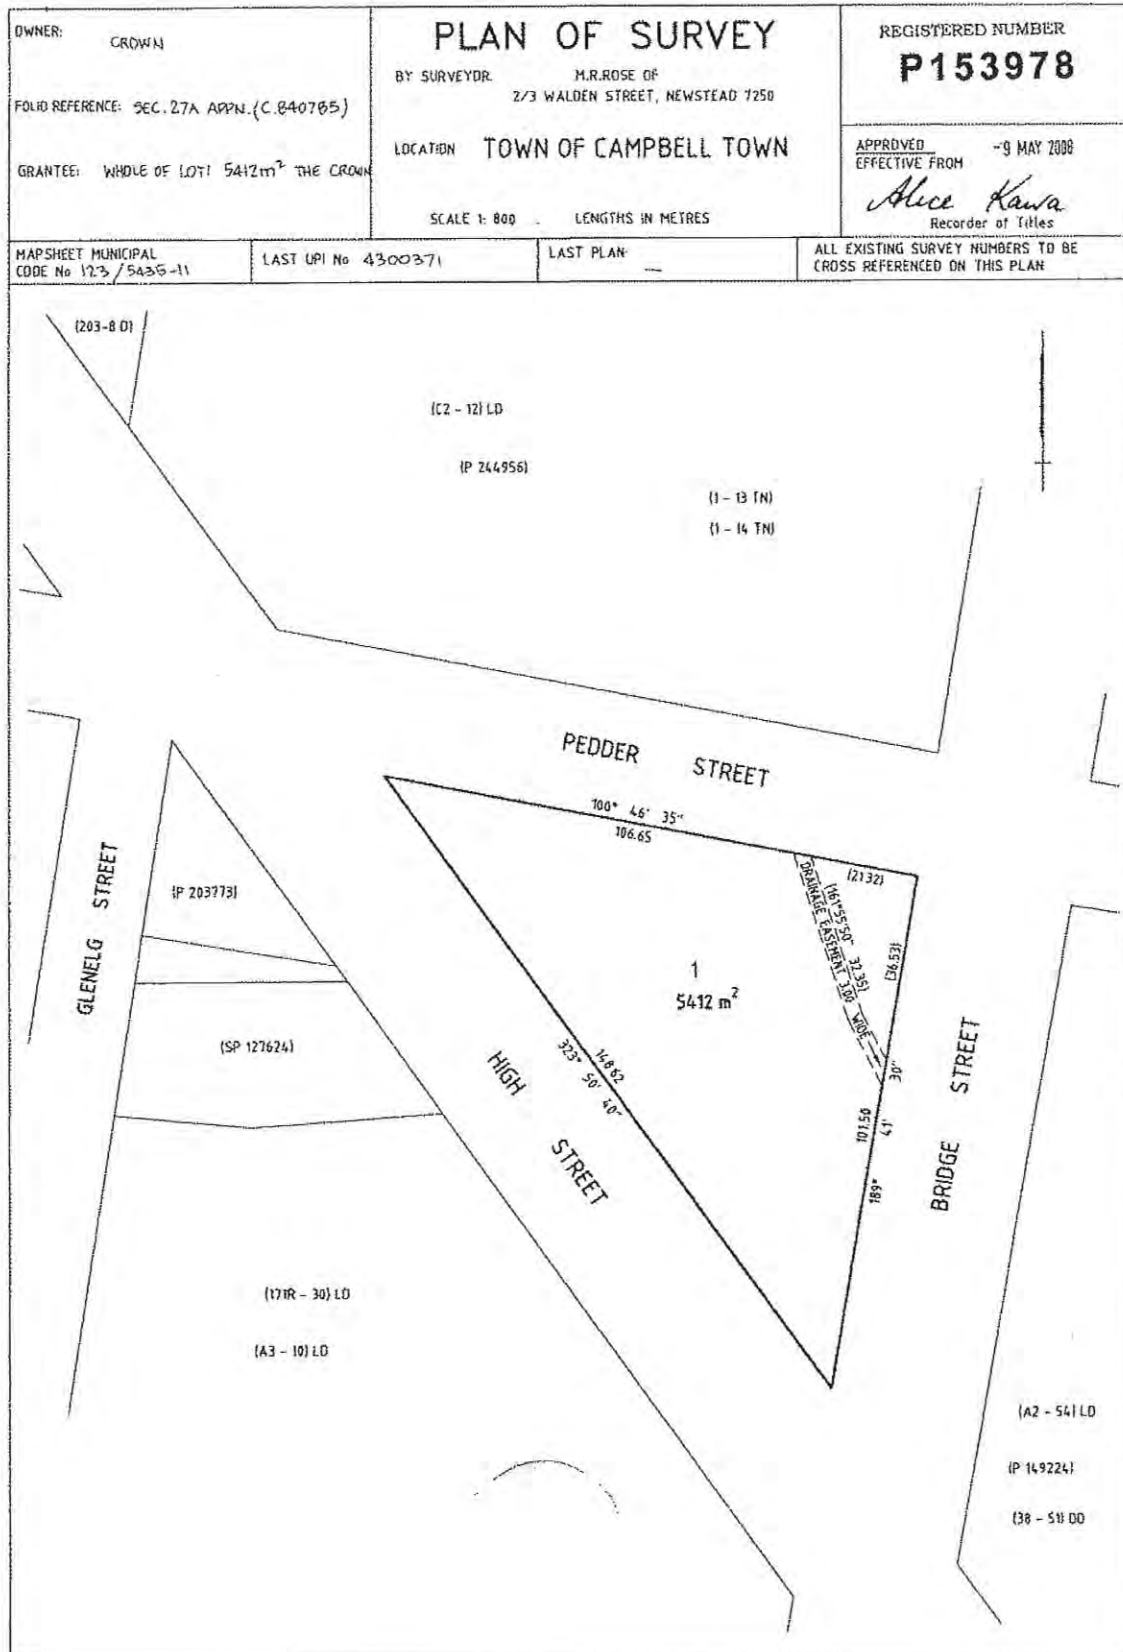 OWNER: CROWN
FOLIO REFERENCE: SEC. 27A APPN. (C.840785)
GRANTEE: WHOLE OF LOT 1 5412m² THE CROWN
PLAN OF SURVEY
BY SURVEYOR M.R.ROSE OF
2/3 WALDEN STREET, NEWSTEAD 7250
LOCATION TOWN OF CAMPBELL TOWN
SCALE 1: 800 LENGTHS IN METRES
REGISTERED NUMBER
P153978
APPROVED -9 MAY 2008
EFFECTIVE FROM
Alice Kawa
Recorder of Titles
MAPSHEET MUNICIPAL
CODE No 123/5435-11
LAST UPI No 4300371
LAST PLAN
ALL EXISTING SURVEY NUMBERS TO BE
CROSS REFERENCED ON THIS PLAN
(203-8 D)
(C2 - 12) LD
(P 244956)
(1 - 13 TN)
(1 - 14 TN)
PEDDER STREET
100° 46' 35"
106.65
(21.32)
GLENELG STREET
(P 203773)
(161°55'50" 32.35)
DRAINAGE EASEMENT 3.00 WIDE
(36.53)
1
5412 m²
(SP 127624)
HIGH STREET
148.62
323° 50' 40"
101.50
189° 41' 30"
BRIDGE STREET
(171R - 30) LD
(A3 - 10) LD
(A2 - 54) LD
(P 149224)
(38 - 51) DD